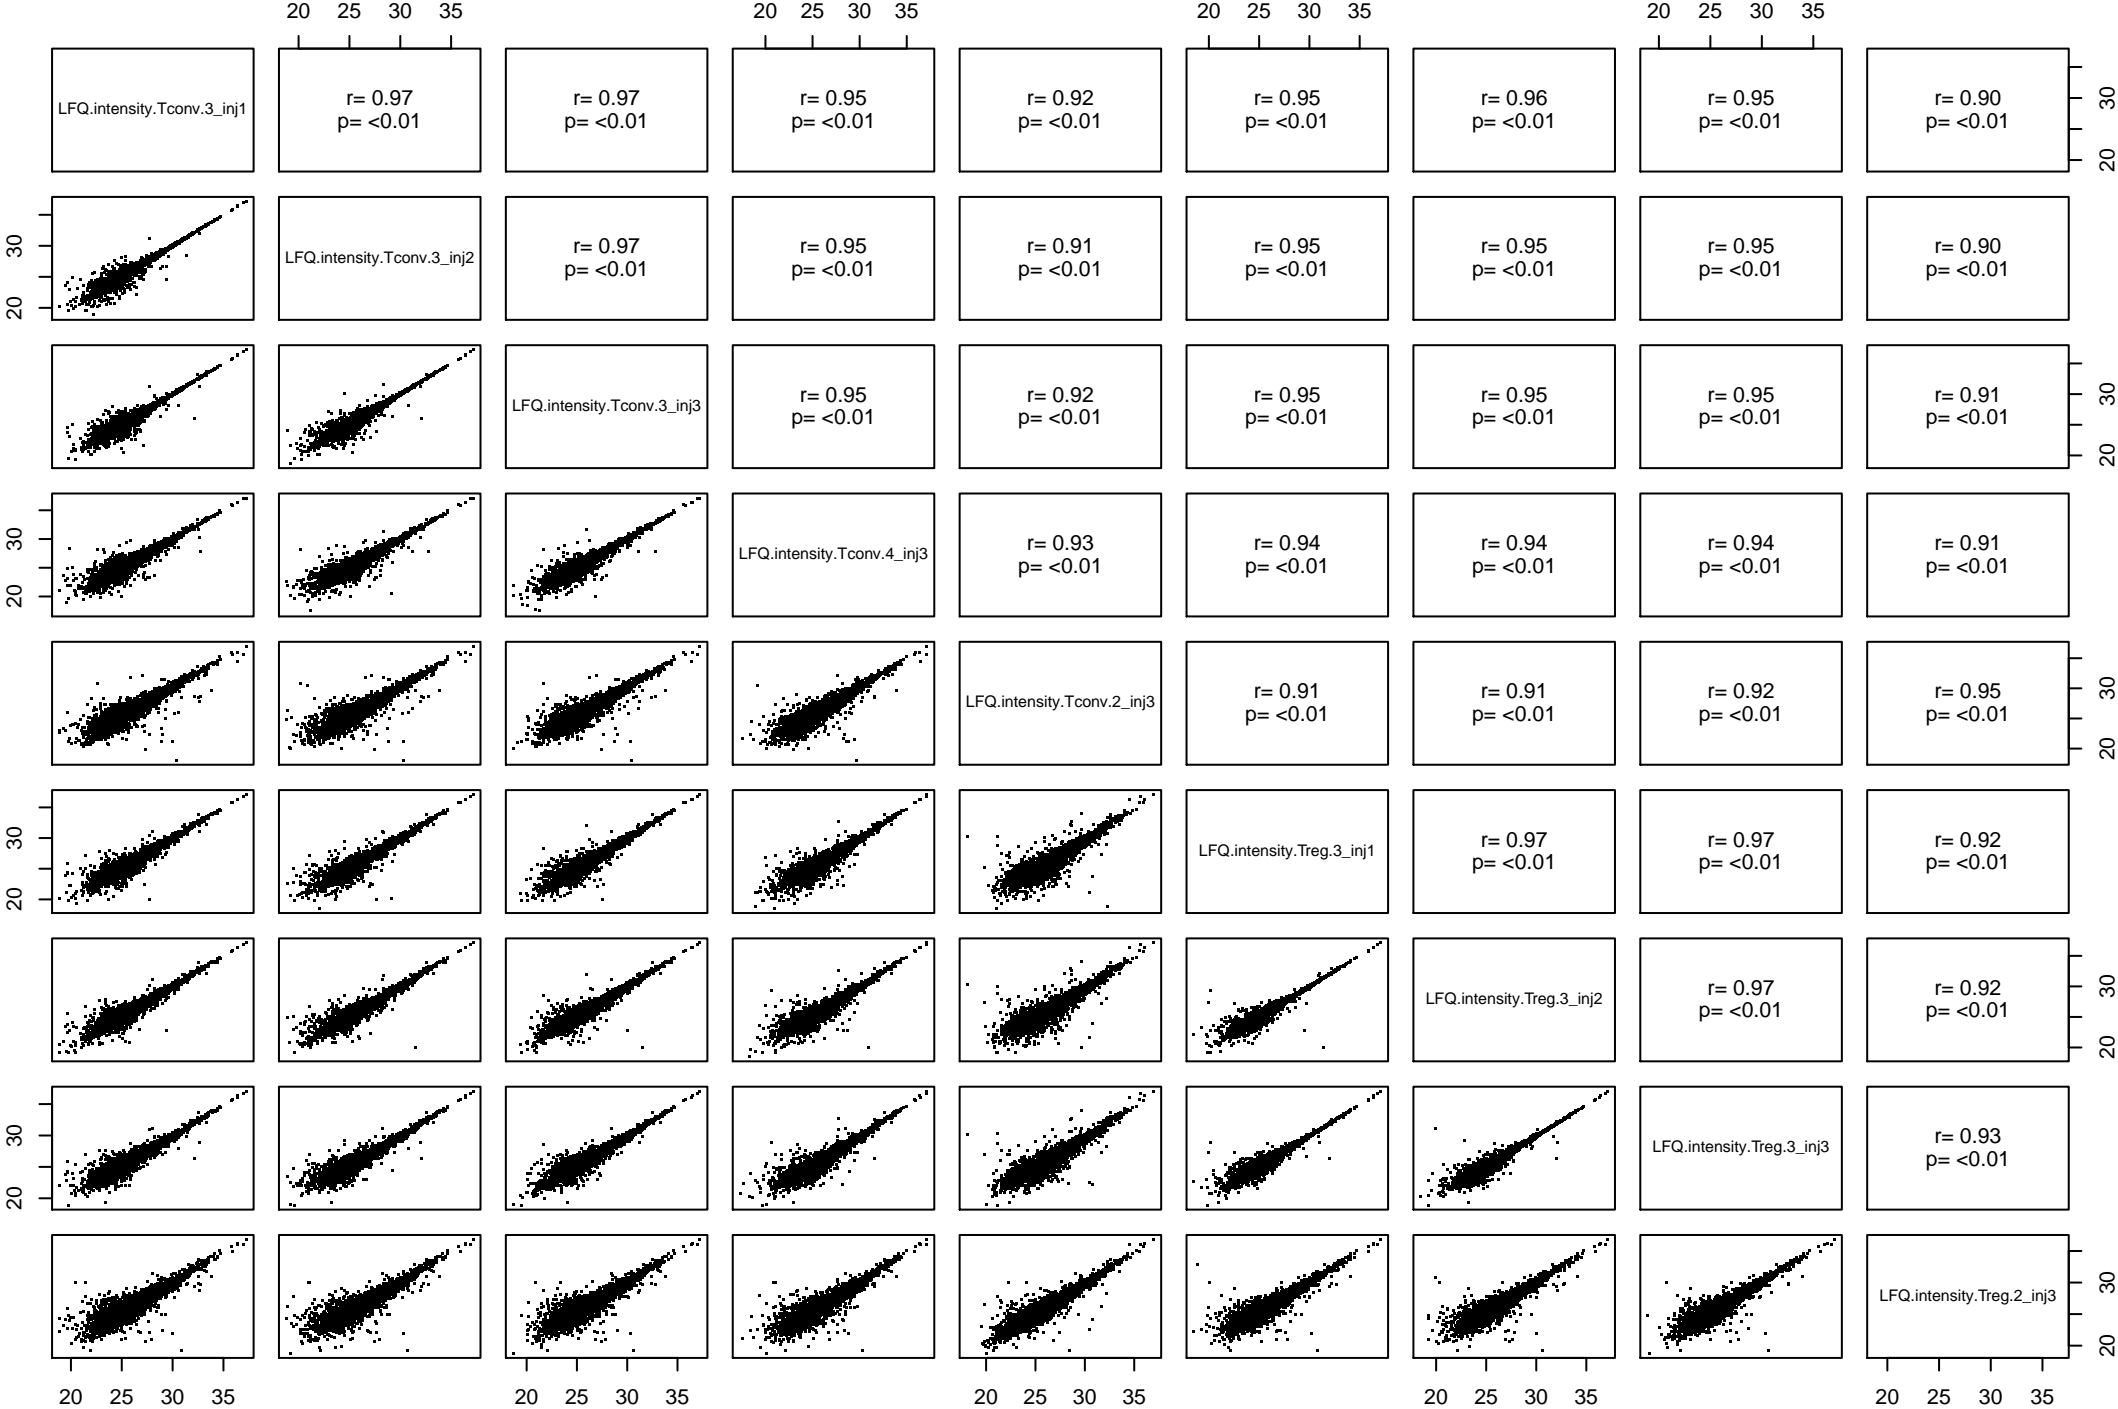 20 25 30 35 20 25 30 35 20 25 30 35 20 25 30 35
LFQ.intensity.Tconv.3_inj1
r= 0.97
p= <0.01
r= 0.97
p= <0.01
r= 0.95
p= <0.01
r= 0.92
p= <0.01
r= 0.95
p= <0.01
r= 0.96
p= <0.01
r= 0.95
p= <0.01
r= 0.90
p= <0.01
20 30
20 30
LFQ.intensity.Tconv.3_inj2
r= 0.97
p= <0.01
r= 0.95
p= <0.01
r= 0.91
p= <0.01
r= 0.95
p= <0.01
r= 0.95
p= <0.01
r= 0.95
p= <0.01
r= 0.90
p= <0.01
LFQ.intensity.Tconv.3_inj3
r= 0.95
p= <0.01
r= 0.92
p= <0.01
r= 0.95
p= <0.01
r= 0.95
p= <0.01
r= 0.95
p= <0.01
r= 0.91
p= <0.01
20 30
20 30
LFQ.intensity.Tconv.4_inj3
r= 0.93
p= <0.01
r= 0.94
p= <0.01
r= 0.94
p= <0.01
r= 0.94
p= <0.01
r= 0.91
p= <0.01
LFQ.intensity.Tconv.2_inj3
r= 0.91
p= <0.01
r= 0.91
p= <0.01
r= 0.92
p= <0.01
r= 0.95
p= <0.01
20 30
20 30
LFQ.intensity.Treg.3_inj1
r= 0.97
p= <0.01
r= 0.97
p= <0.01
r= 0.92
p= <0.01
LFQ.intensity.Treg.3_inj2
r= 0.97
p= <0.01
r= 0.92
p= <0.01
20 30
20 30
LFQ.intensity.Treg.3_inj3
r= 0.93
p= <0.01
LFQ.intensity.Treg.2_inj3
20 30
20 25 30 35 20 25 30 35 20 25 30 35 20 25 30 35 20 25 30 35